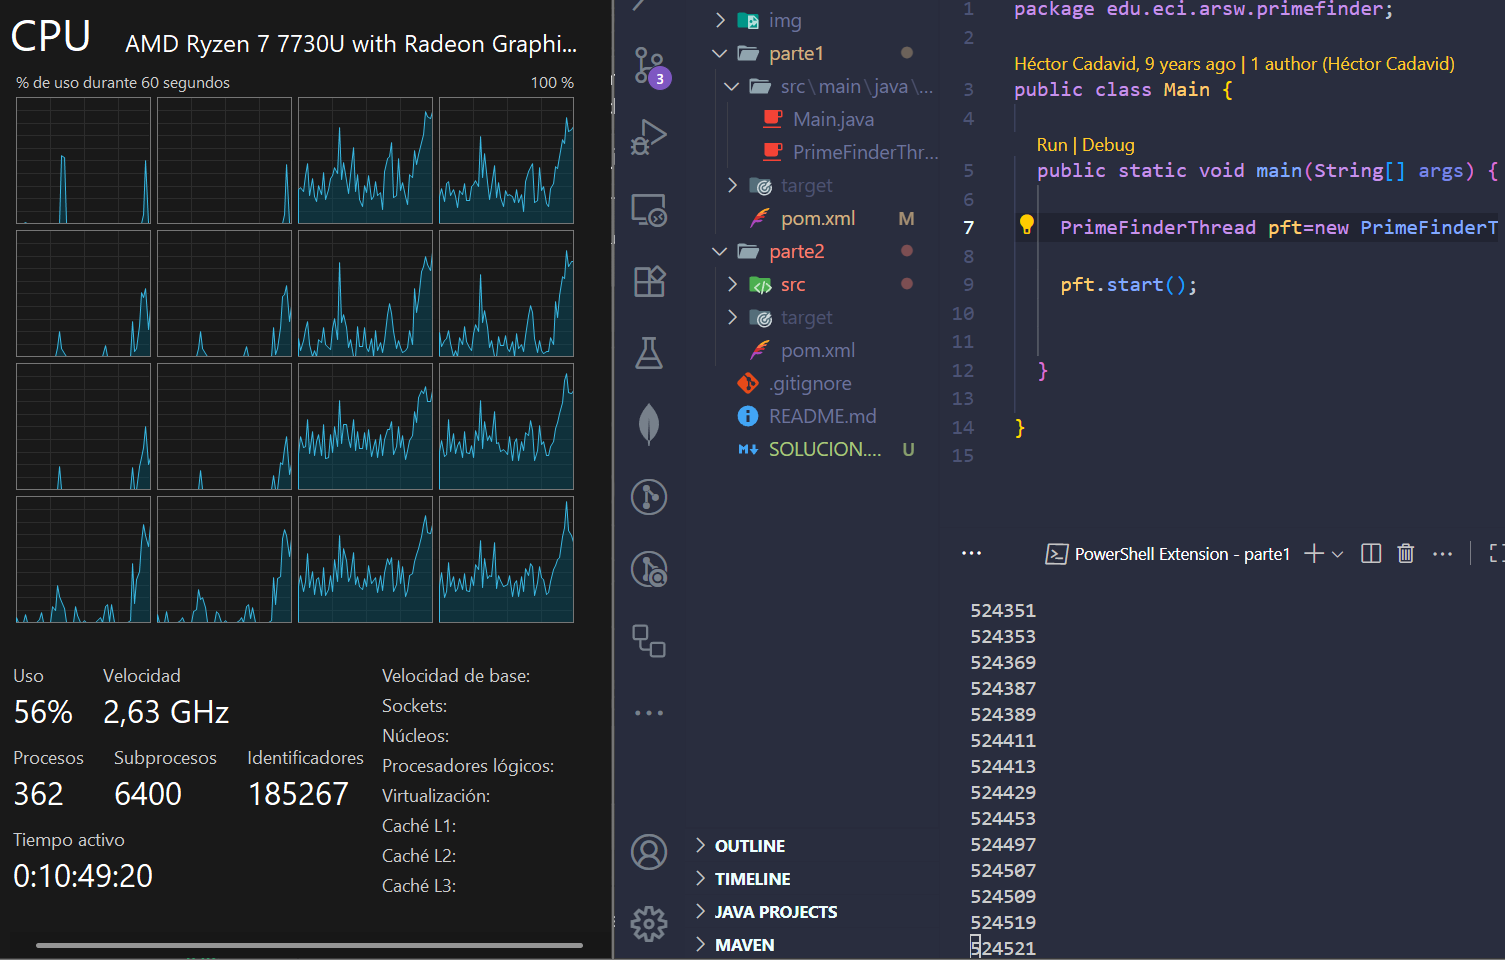 CPU
AMD Ryzen 7 7730U with Radeon Graphi...
% de uso durante 60 segundos
100 %
Uso
Velocidad
56%
2,63 GHz
Procesos
Subprocesos
Identificadores
362
6400
185267
Tiempo activo
0:10:49:20
Velocidad de base:
Sockets:
Núcleos:
Procesadores lógicos:
Virtualización:
Caché L1:
Caché L2:
Caché L3:
3
img
parte1
src\main\java\...
Main.java
PrimeFinderThr...
target
pom.xml M
parte2
src
target
pom.xml
.gitignore
README.md
SOLUCION.... U
OUTLINE
TIMELINE
JAVA PROJECTS
MAVEN
1 package edu.eci.arsw.primefinder;
2
Héctor Cadavid, 9 years ago | 1 author (Héctor Cadavid)
3 public class Main {
4
Run | Debug
5 public static void main(String[] args) {
6
7 PrimeFinderThread pft=new PrimeFinderT
8
9 pft.start();
10
11
12 }
13
14 }
15
... PowerShell Extension - parte1
524351
524353
524369
524387
524389
524411
524413
524429
524453
524497
524507
524509
524519
524521